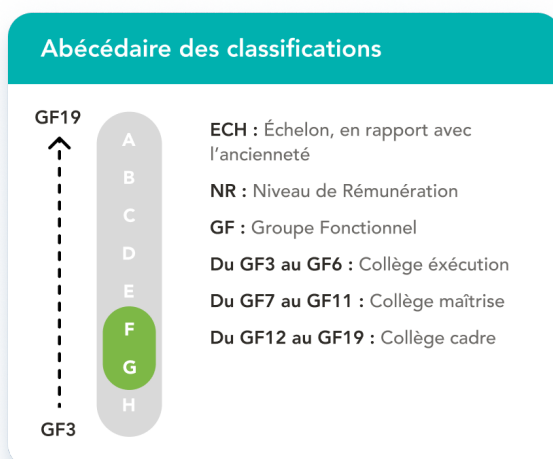 Abécédaire des classifications
GF19
A
B
C
D
E
F
G
H
GF3
ECH : Échelon, en rapport avec
l'ancienneté
NR : Niveau de Rémunération
GF : Groupe Fonctionnel
Du GF3 au GF6 : Collège éxécution
Du GF7 au GF11 : Collège maîtrise
Du GF12 au GF19 : Collège cadre